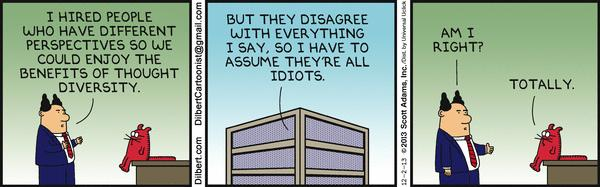 I HIRED PEOPLE
WHO HAVE DIFFERENT
PERSPECTIVES SO WE
COULD ENJOY THE
BENEFITS OF THOUGHT
DIVERSITY.
Dilbert.com DilbertCartoonist@gmail.com
BUT THEY DISAGREE
WITH EVERYTHING
I SAY, SO I HAVE TO
ASSUME THEY'RE ALL
IDIOTS.
12-2-13 © 2013 Scott Adams, Inc. /Dist. by Universal Uclick
AM I
RIGHT?
TOTALLY.